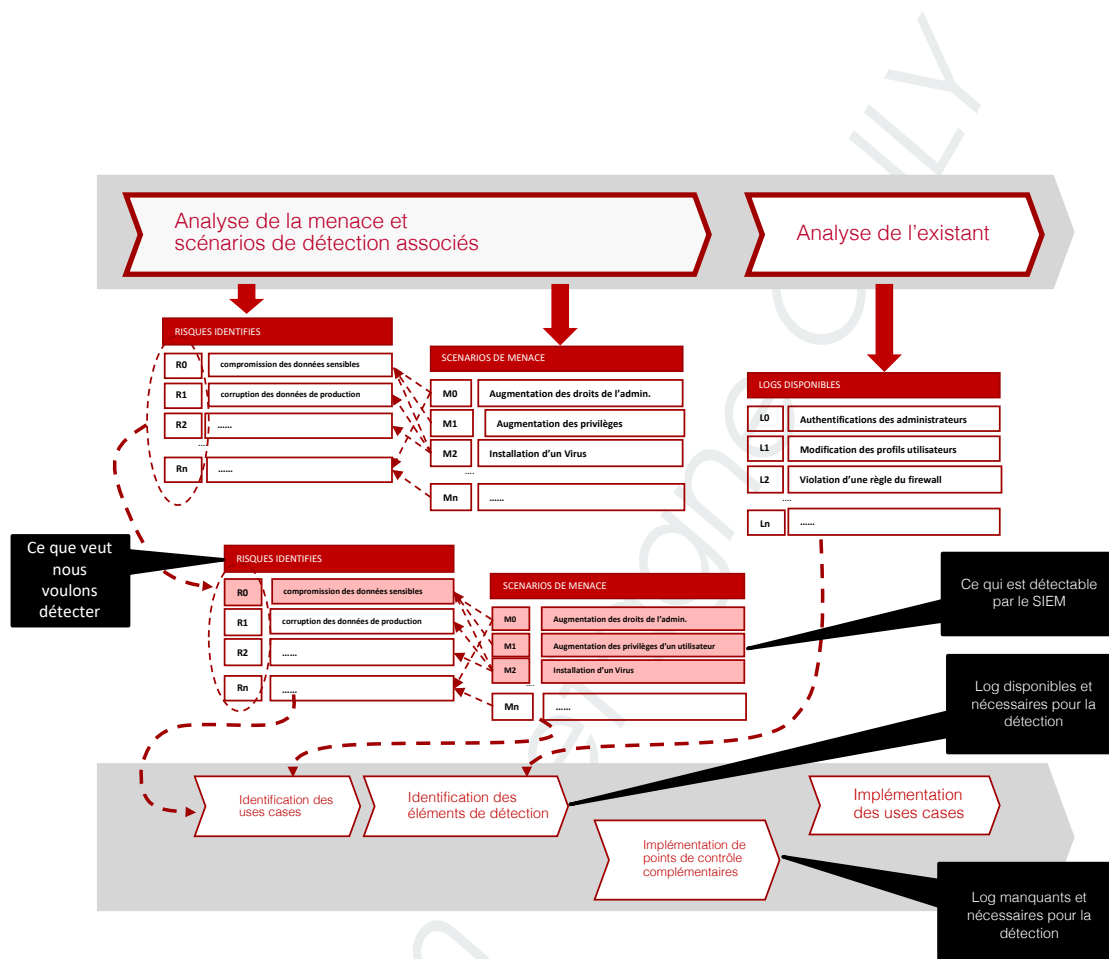 Analyse de la menace et
scénarios de détection associés
Analyse de l'existant
RISQUES IDENTIFIES
R0 compromission des données sensibles
R1 corruption des données de production
R2 ......
....
Rn ......
SCENARIOS DE MENACE
M0 Augmentation des droits de l'admin.
M1 Augmentation des privilèges
M2 Installation d'un Virus
....
Mn ......
LOGS DISPONIBLES
L0 Authentifications des administrateurs
L1 Modification des profils utilisateurs
L2 Violation d'une règle du firewall
....
Ln ......
Ce que veut
nous
voulons
détecter
RISQUES IDENTIFIES
R0 compromission des données sensibles
R1 corruption des données de production
R2 ......
Rn ......
SCENARIOS DE MENACE
M0 Augmentation des droits de l'admin.
M1 Augmentation des privilèges d'un utilisateur
M2 Installation d'un Virus
....
Mn ......
Ce qui est détectable
par le SIEM
Log disponibles et
nécessaires pour la
détection
Identification des
uses cases
Identification des
éléments de détection
Implémentation de
points de contrôle
complémentaires
Implémentation
des uses cases
Log manquants et
nécessaires pour la
détection